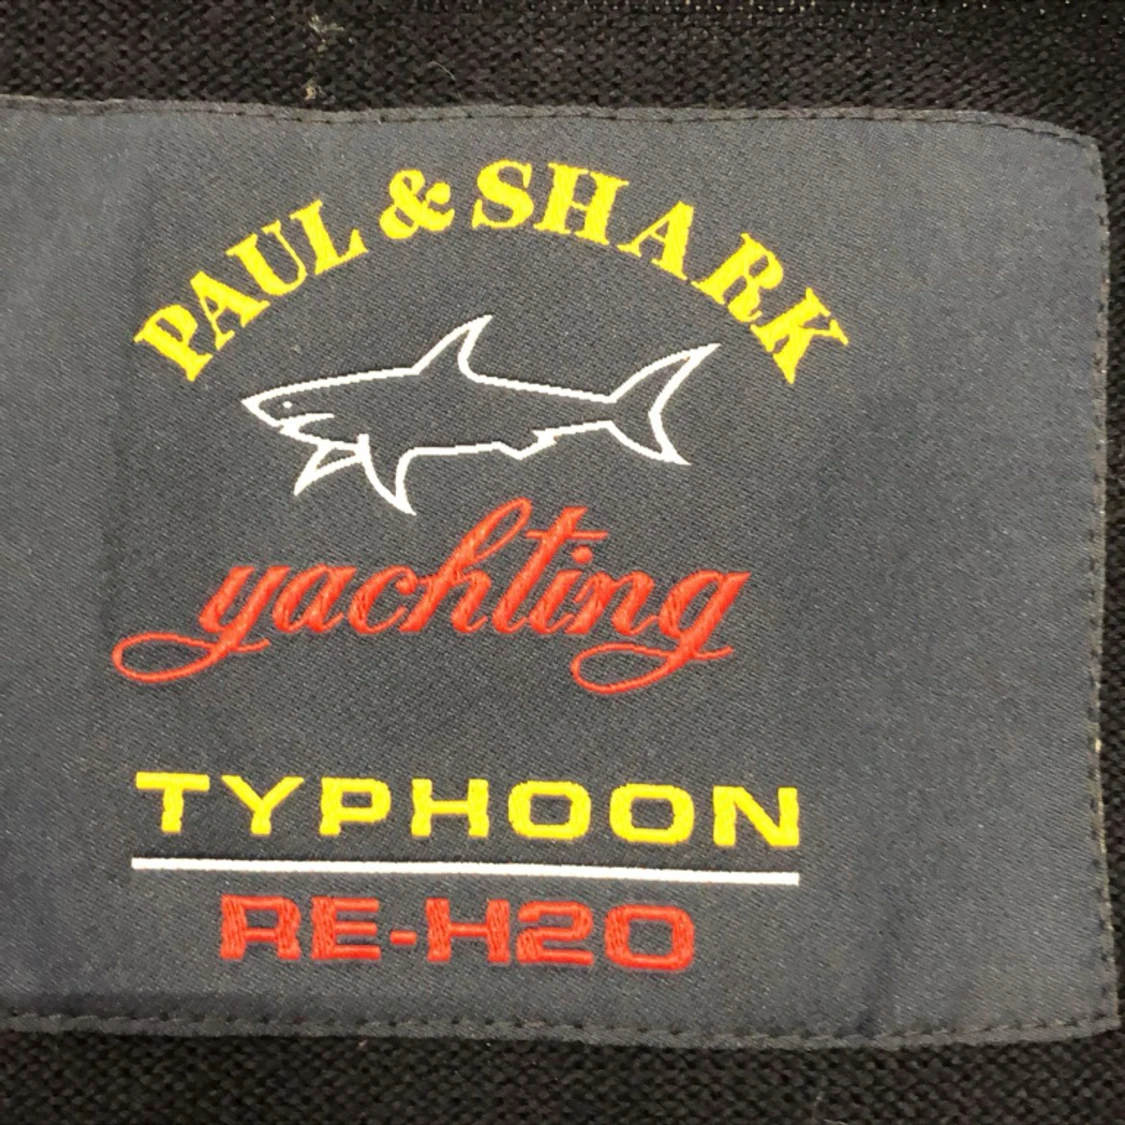 PAUL & SHARK
yachting
TYPHOON
RE-H2O